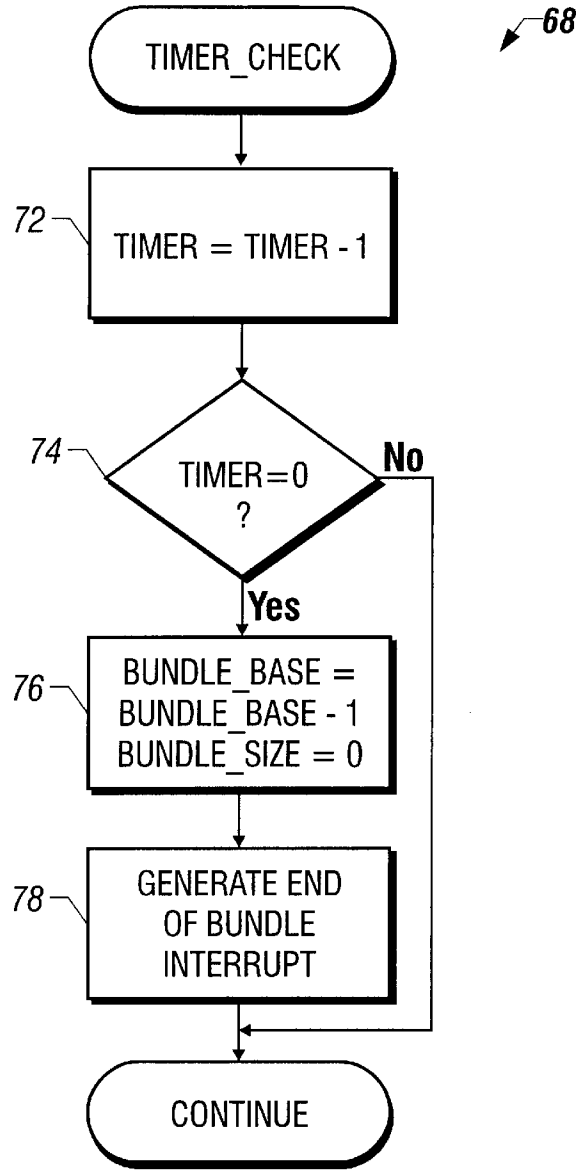 TIMER_CHECK
68
72
TIMER = TIMER - 1
74
TIMER=0
?
No
Yes
76
BUNDLE_BASE =
BUNDLE_BASE - 1
BUNDLE_SIZE = 0
78
GENERATE END
OF BUNDLE
INTERRUPT
CONTINUE